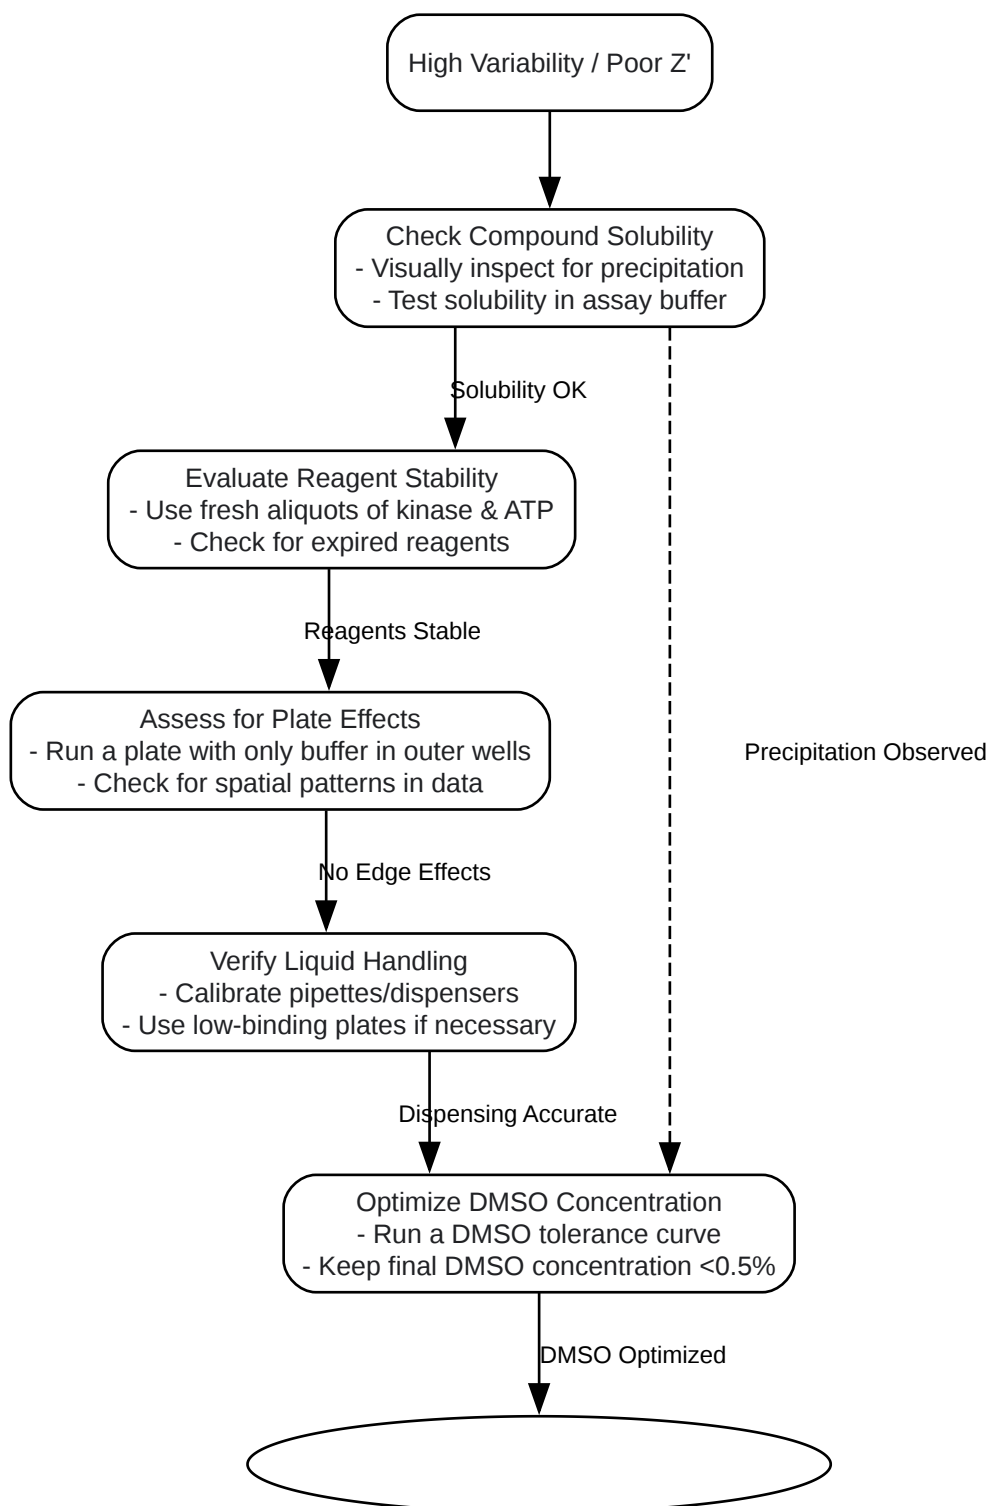 High Variability / Poor Z'
Check Compound Solubility
- Visually inspect for precipitation
- Test solubility in assay buffer
Solubility OK
Evaluate Reagent Stability
- Use fresh aliquots of kinase & ATP
- Check for expired reagents
Reagents Stable
Assess for Plate Effects
- Run a plate with only buffer in outer wells
- Check for spatial patterns in data
Precipitation Observed
No Edge Effects
Verify Liquid Handling
- Calibrate pipettes/dispensers
- Use low-binding plates if necessary
Dispensing Accurate
Optimize DMSO Concentration
- Run a DMSO tolerance curve
- Keep final DMSO concentration <0.5%
DMSO Optimized